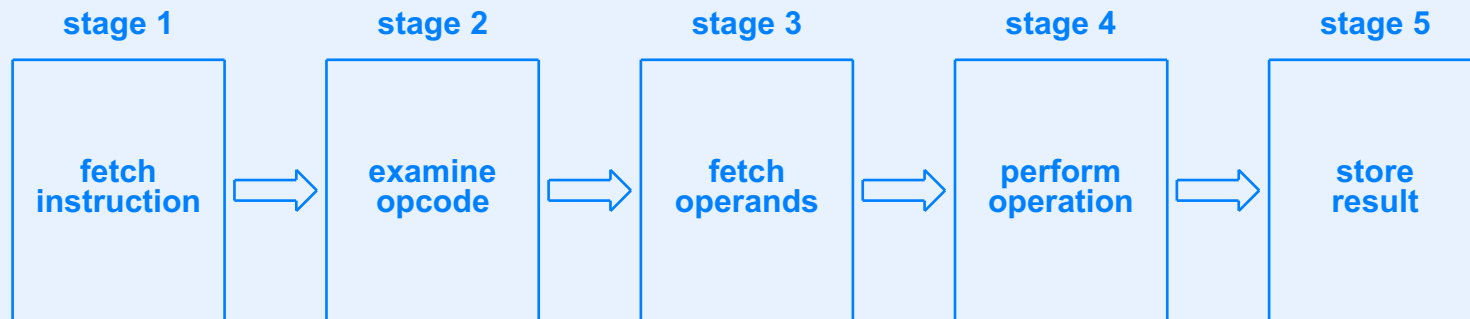 stage 1
stage 2
stage 3
stage 4
stage 5
fetch
instruction
examine
opcode
fetch
operands
perform
operation
store
result